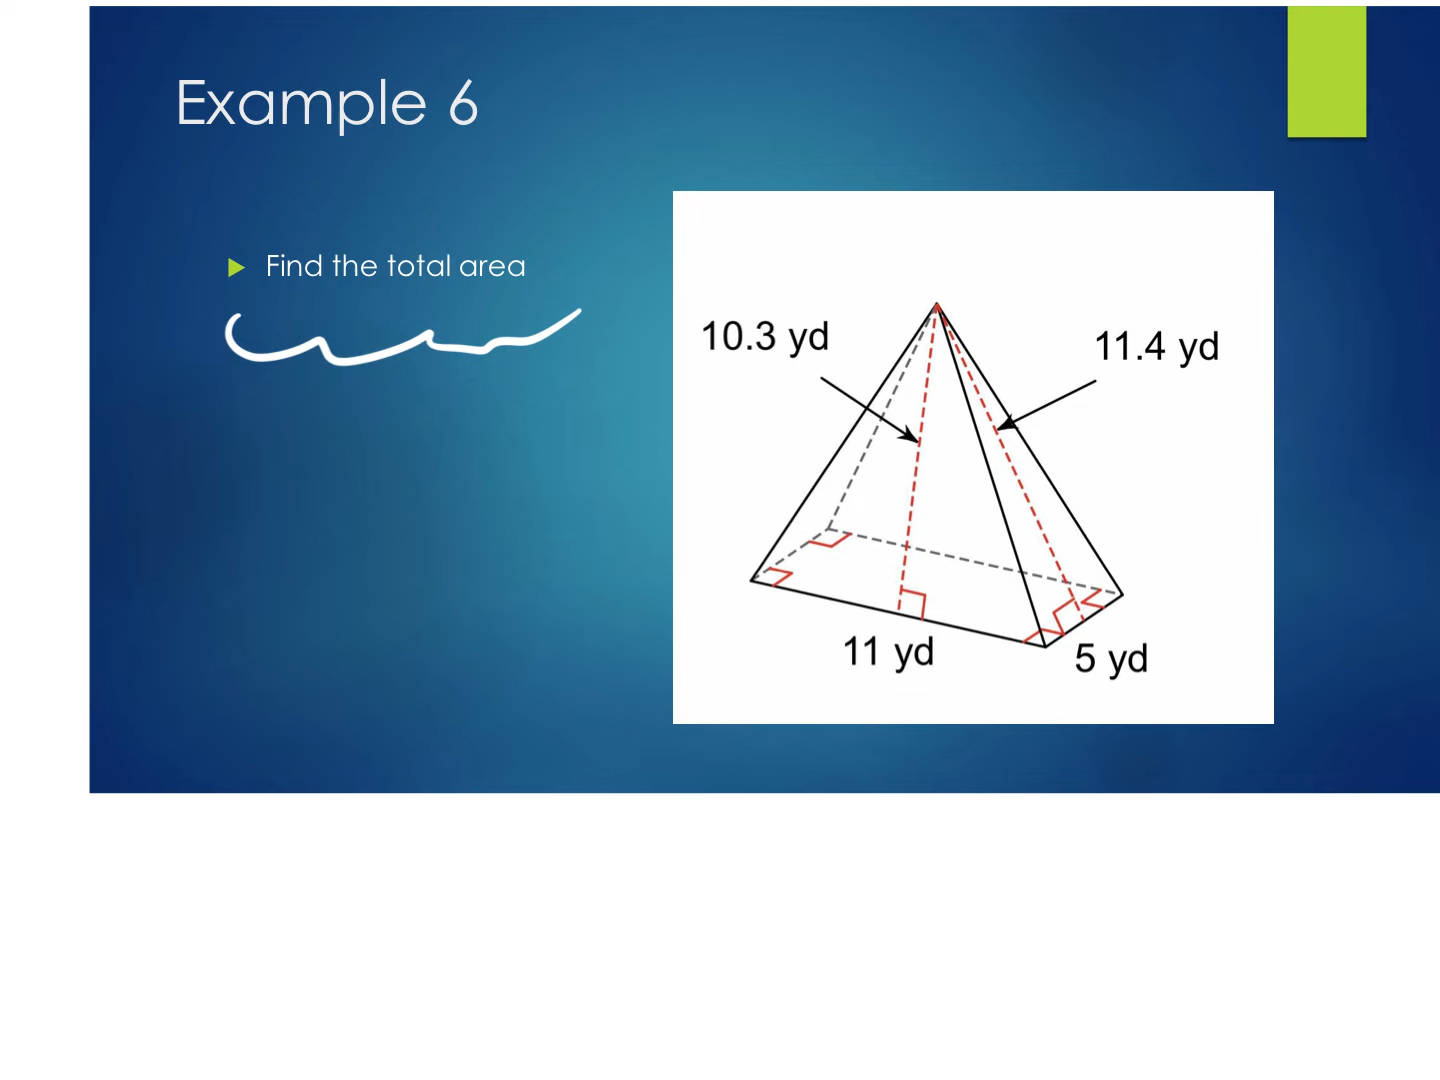 Example 6
Find the total area
10.3 yd
11.4 yd
11 yd
5 yd